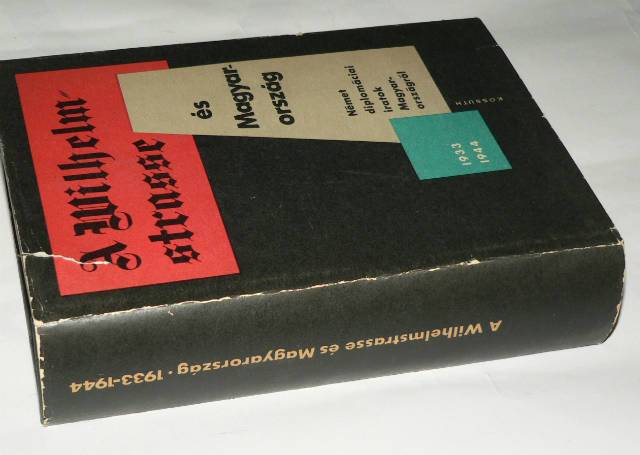 A Wilhelm-
strasse
és
Magyar-
ország
Német
diplomáciai
iratok
Magyar-
országról
1933
1944
KOSSUTH
A Wilhelmstrasse és Magyarország · 1933-1944